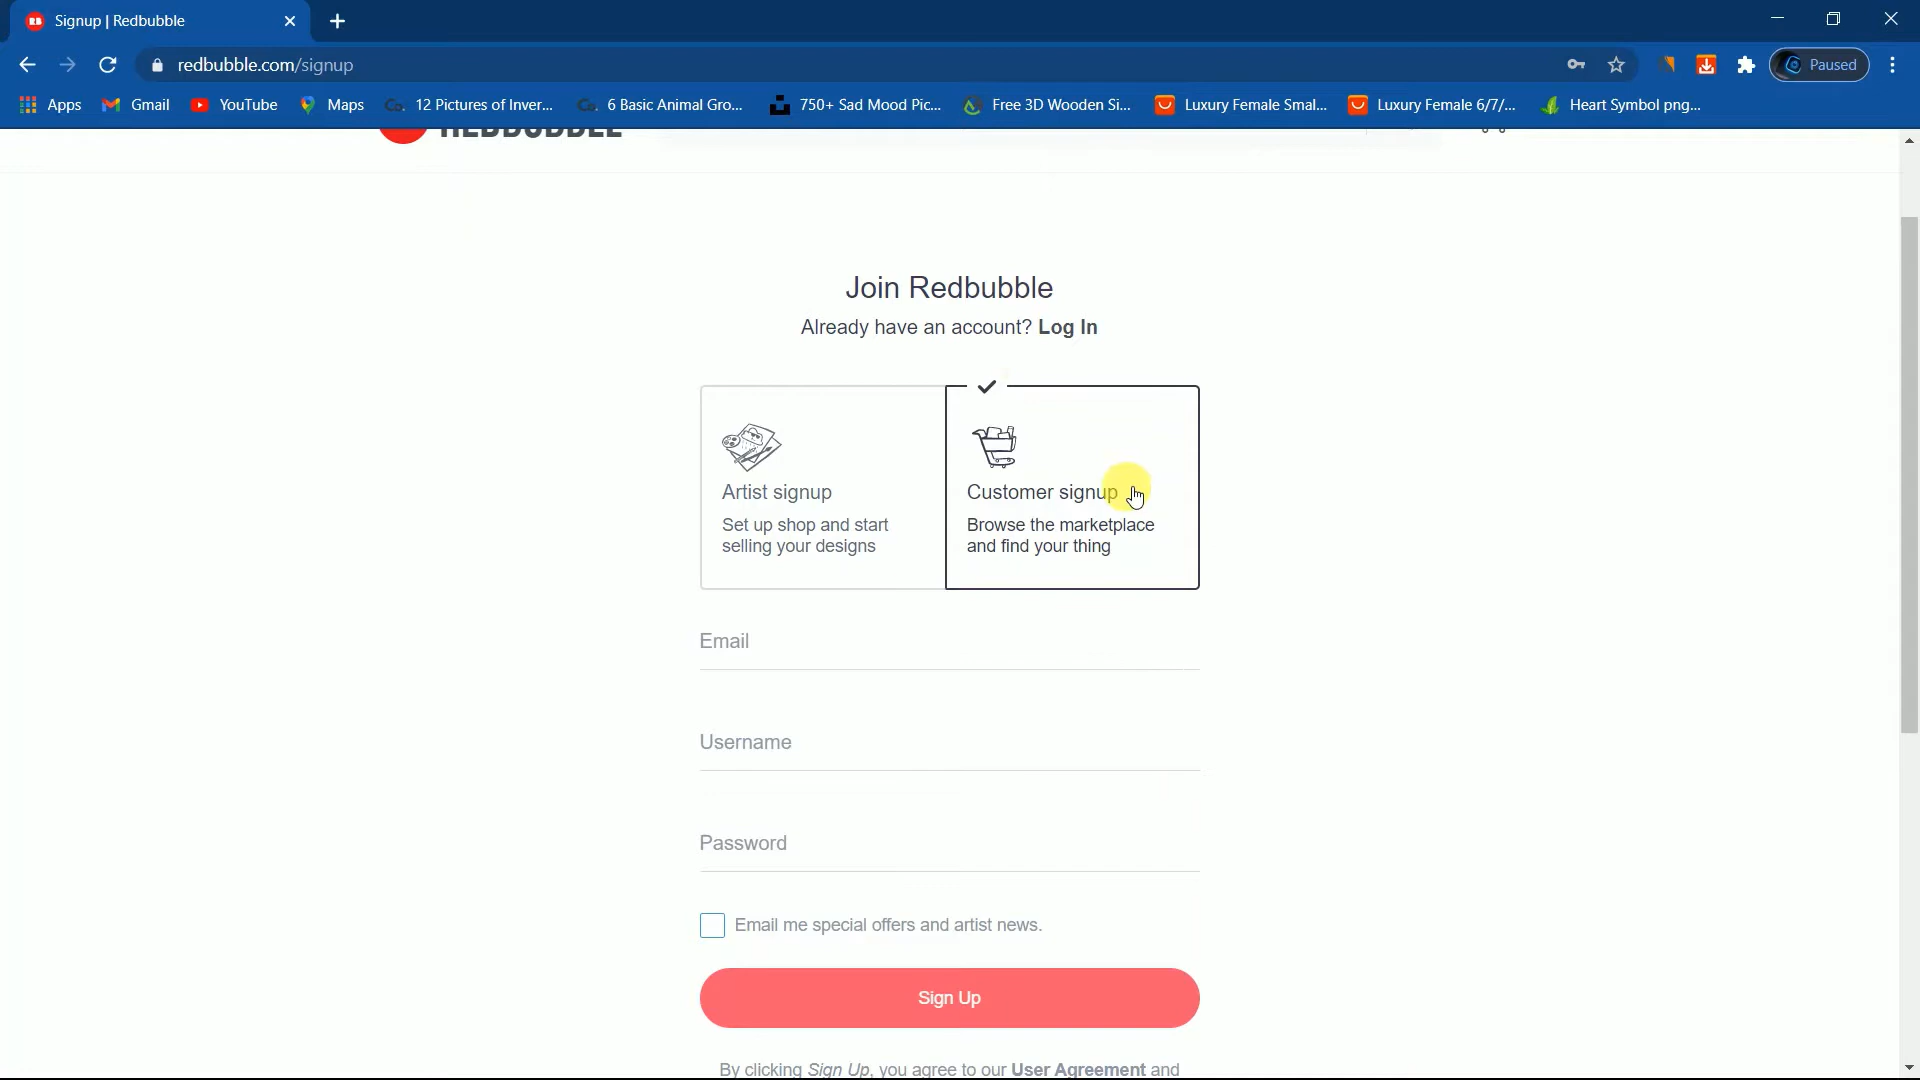 Signup | Redbubble
redbubble.com/signup
Paused
Apps
Gmail
YouTube
Maps
12 Pictures of Inver...
6 Basic Animal Gro...
750+ Sad Mood Pic...
Free 3D Wooden Si...
Luxury Female Smal...
Luxury Female 6/7/...
Heart Symbol png...
REDBUBBLE
Join Redbubble
Already have an account? Log In
Artist signup
Set up shop and start
selling your designs
Customer signup
Browse the marketplace
and find your thing
Email
Username
Password
Email me special offers and artist news.
Sign Up
By clicking Sign Up, you agree to our User Agreement and